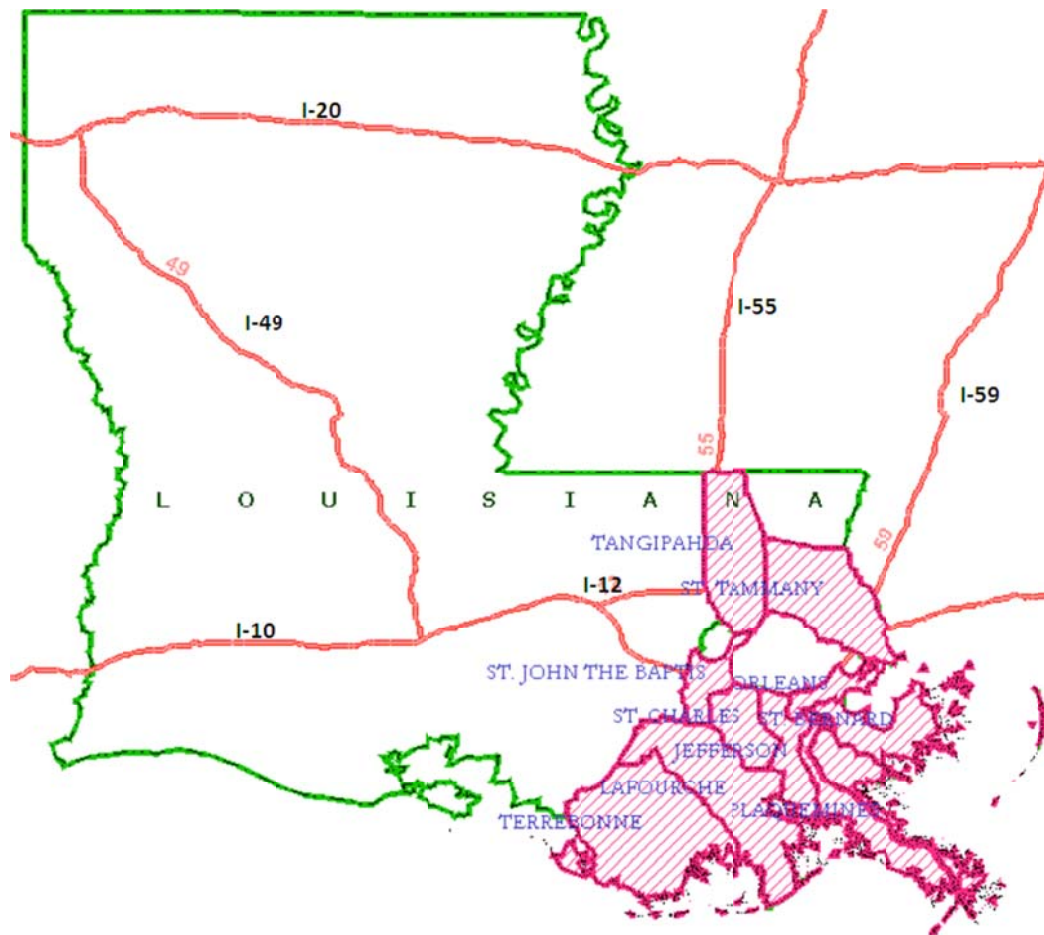 I-20
49
I-49
I-55
I-59
55
L O U I S I A N A
59
TANGIPAHDA
I-12
ST. TAMMANY
I-10
ST. JOHN THE BAPTIS
ORLEANS
ST. CHARLES
ST. BERNARD
JEFFERSON
LAFOURCHE
PLAQUEMINES
TERREBONNE